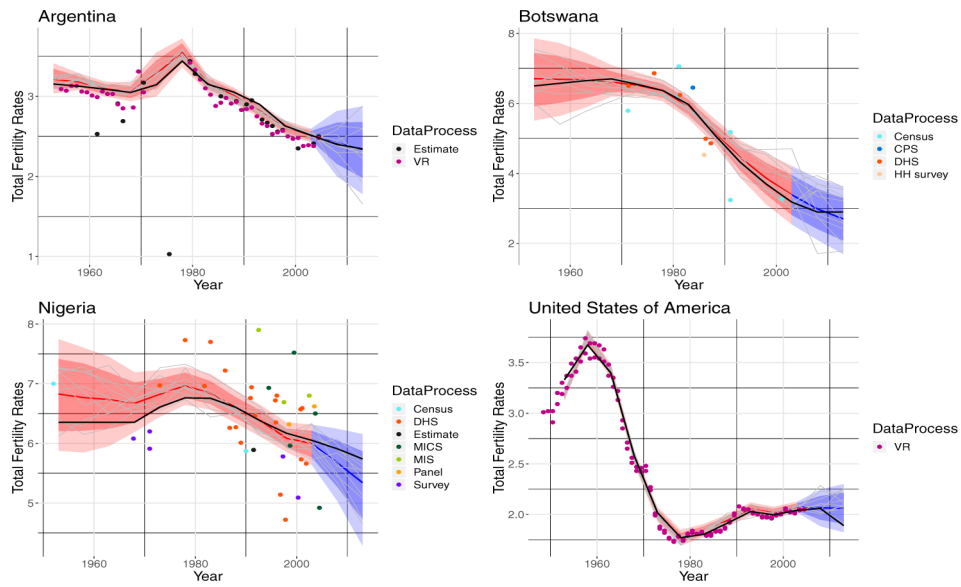 Argentina
Total Fertility Rates
3
2
1
1960
1980
2000
Year
DataProcess
Estimate
VR
Botswana
Total Fertility Rates
8
6
4
2
1960
1980
2000
Year
DataProcess
Census
CPS
DHS
HH survey
Nigeria
Total Fertility Rates
8
7
6
5
1960
1980
2000
Year
DataProcess
Census
DHS
Estimate
MICS
MIS
Panel
Survey
United States of America
Total Fertility Rates
3.5
3.0
2.5
2.0
1960
1980
2000
Year
DataProcess
VR